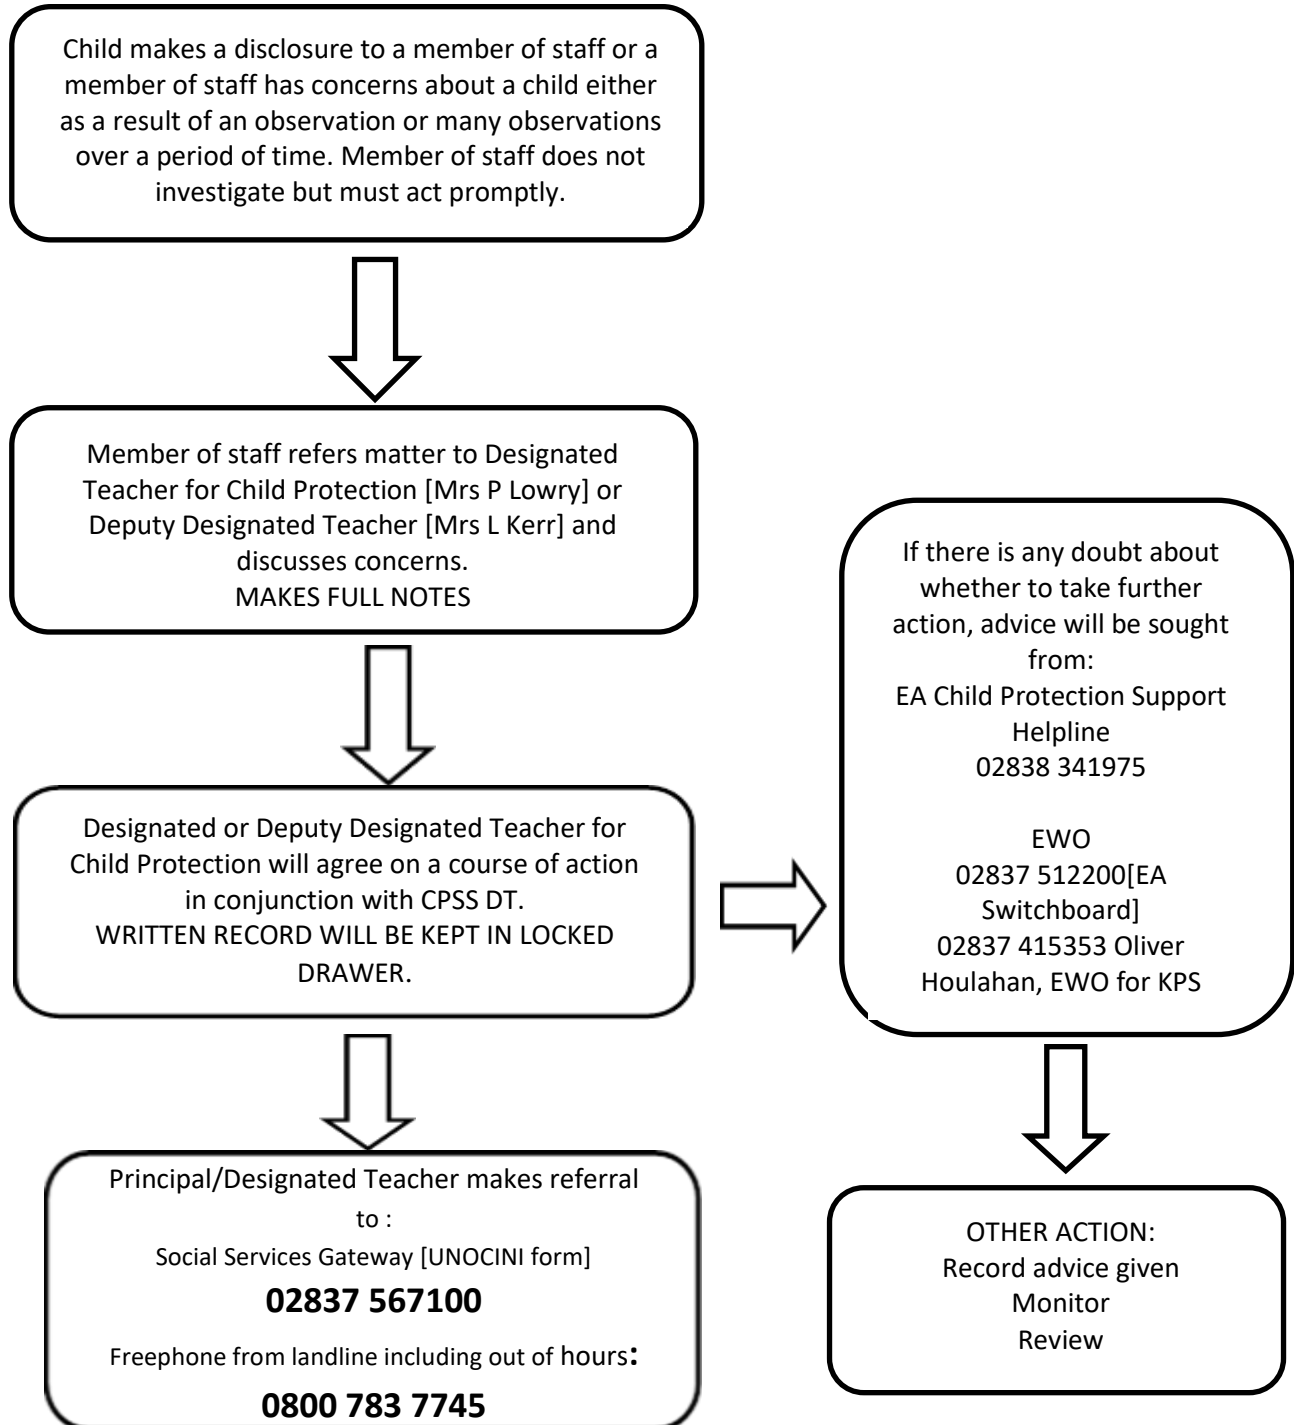 Child makes a disclosure to a member of staff or a
member of staff has concerns about a child either
as a result of an observation or many observations
over a period of time. Member of staff does not
investigate but must act promptly.
Member of staff refers matter to Designated
Teacher for Child Protection [Mrs P Lowry] or
Deputy Designated Teacher [Mrs L Kerr] and
discusses concerns.
MAKES FULL NOTES
Designated or Deputy Designated Teacher for
Child Protection will agree on a course of action
in conjunction with CPSS DT.
WRITTEN RECORD WILL BE KEPT IN LOCKED
DRAWER.
If there is any doubt about
whether to take further
action, advice will be sought
from:
EA Child Protection Support
Helpline
02838 341975
EWO
02837 512200[EA
Switchboard]
02837 415353 Oliver
Houlahan, EWO for KPS
Principal/Designated Teacher makes referral
to :
Social Services Gateway [UNOCINI form]
02837 567100
Freephone from landline including out of hours:
0800 783 7745
OTHER ACTION:
Record advice given
Monitor
Review